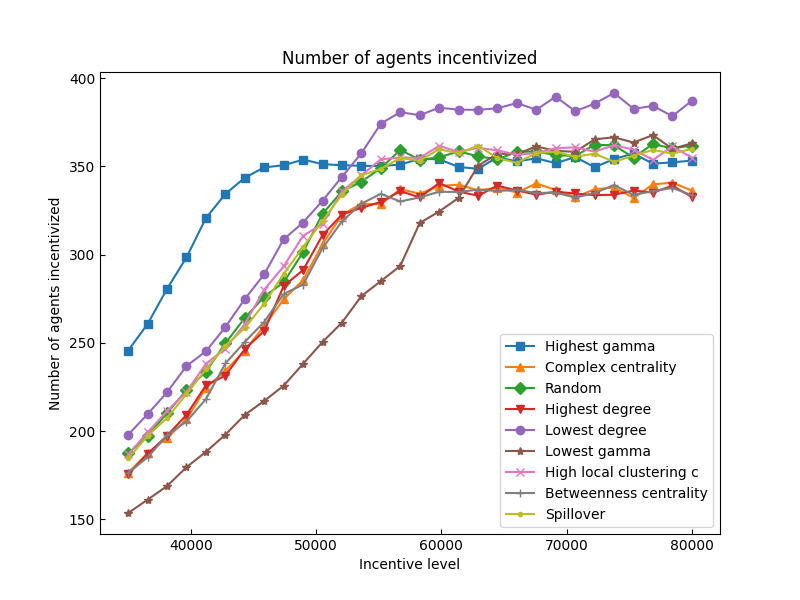 Number of agents incentivized
400
350
300
250
200
150
Number of agents incentivized
40000 50000 60000 70000 80000
Incentive level
Highest gamma
Complex centrality
Random
Highest degree
Lowest degree
Lowest gamma
High local clustering c
Betweenness centrality
Spillover